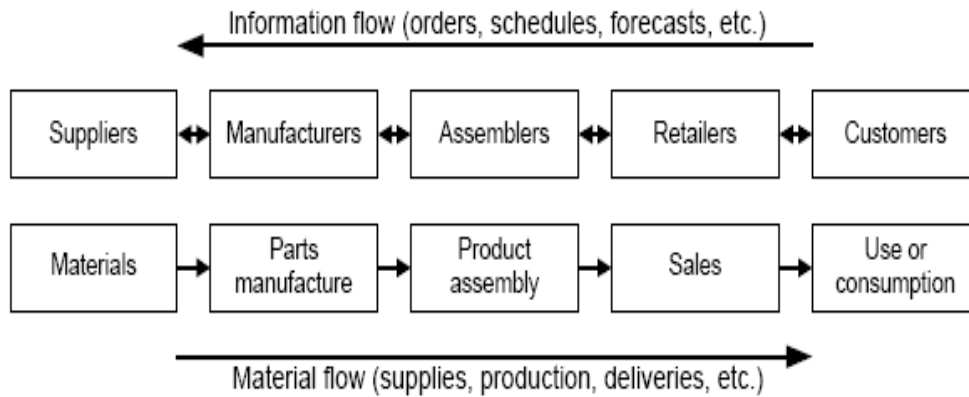 Information flow (orders, schedules, forecasts, etc.)
Suppliers
Manufacturers
Assemblers
Retailers
Customers
Materials
Parts
manufacture
Product
assembly
Sales
Use or
consumption
Material flow (supplies, production, deliveries, etc.)